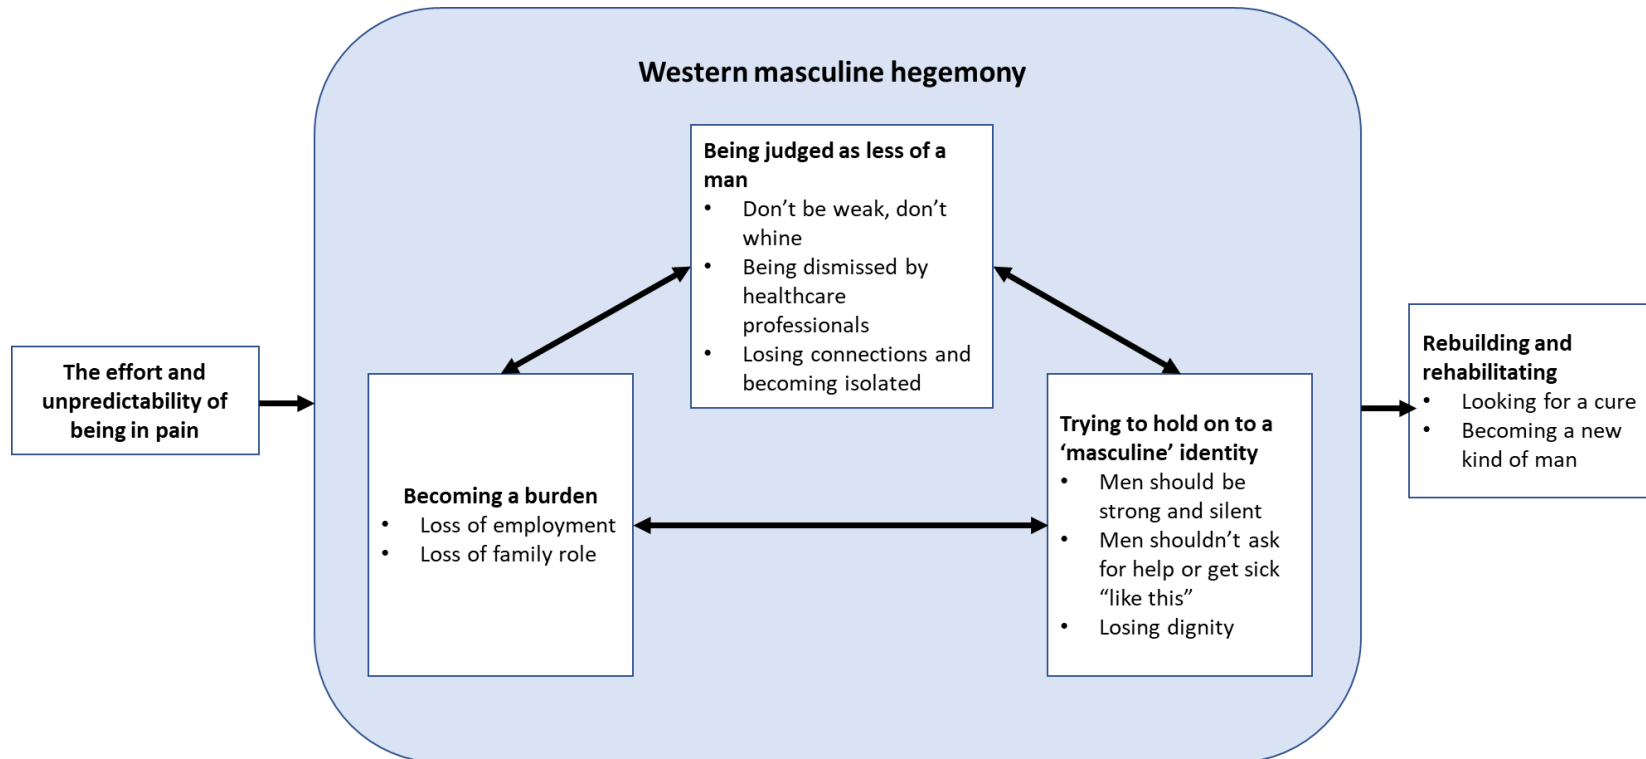 Western masculine hegemony
Being judged as less of a
man
• Don’t be weak, don’t
whine
• Being dismissed by
healthcare
professionals
• Losing connections and
becoming isolated
The effort and
unpredictability of
being in pain
Becoming a burden
• Loss of employment
• Loss of family role
Trying to hold on to a
‘masculine’ identity
• Men should be
strong and silent
• Men shouldn’t ask
for help or get sick
“like this”
• Losing dignity
Rebuilding and
rehabilitating
• Looking for a cure
• Becoming a new
kind of man